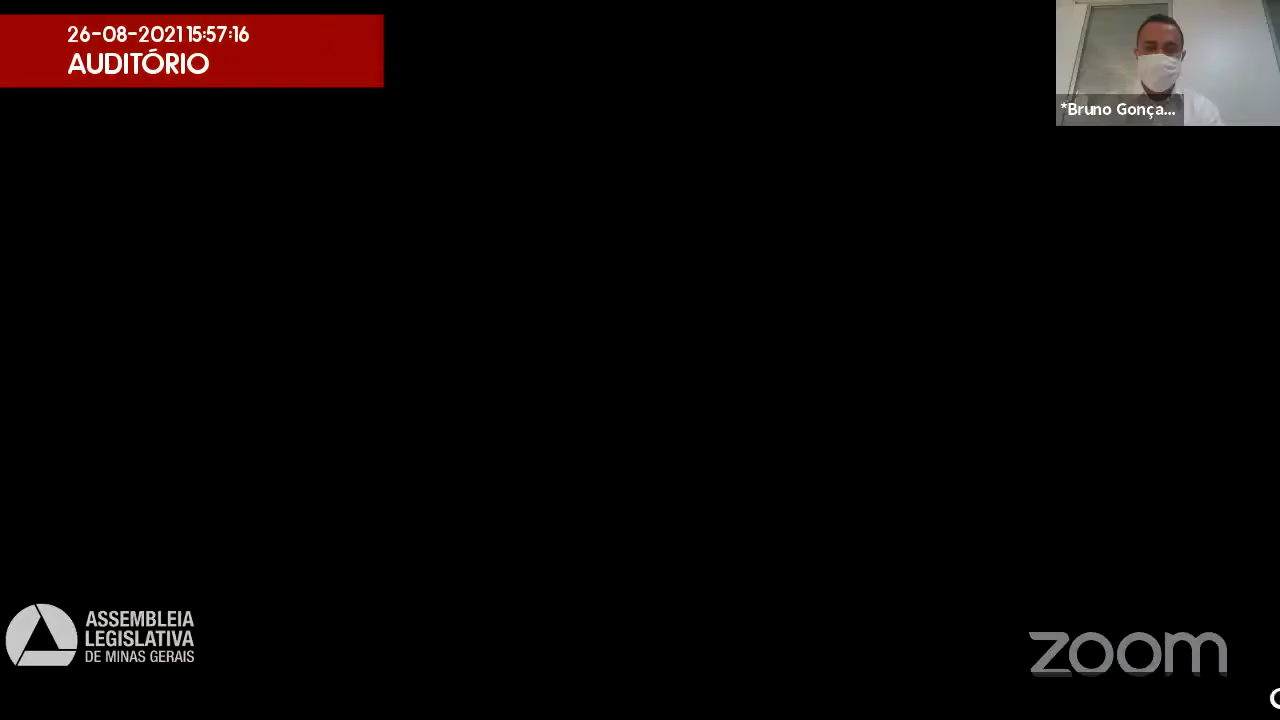 26-08-2021 15:57:16
AUDITÓRIO
*Bruno Gonça...
ASSEMBLEIA
LEGISLATIVA
DE MINAS GERAIS
zoom